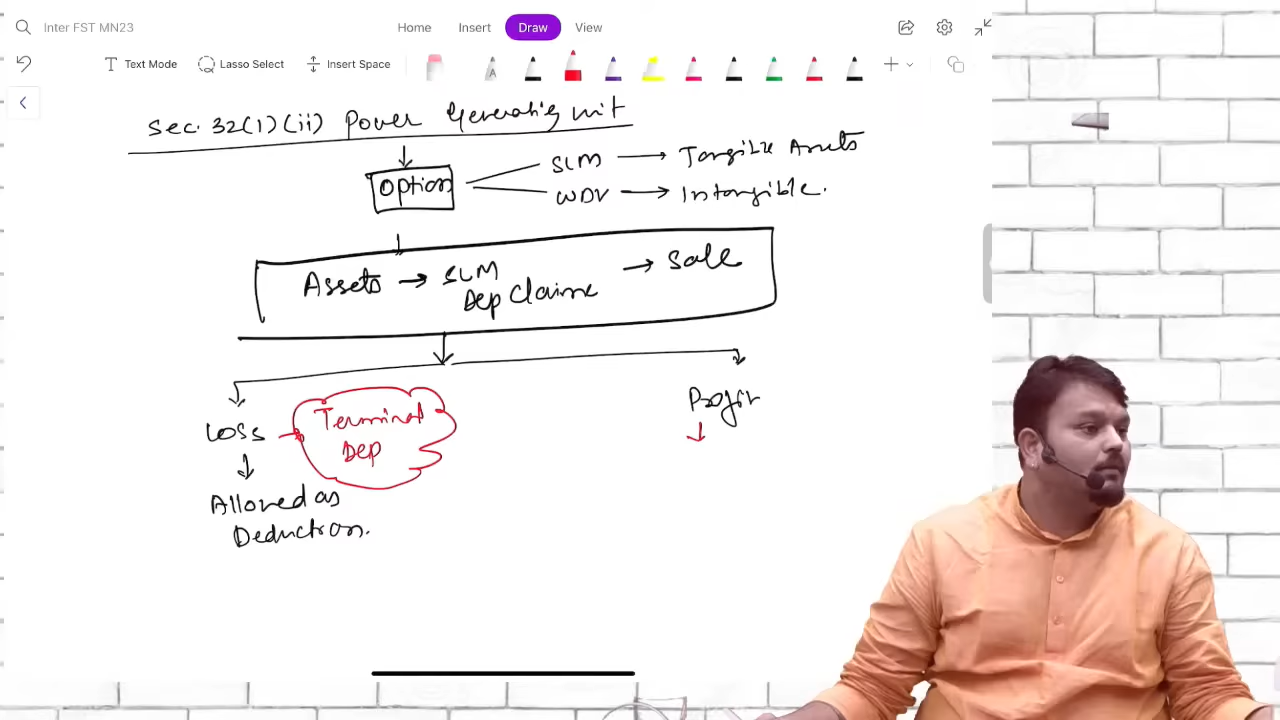 Inter FST MN23
Home Insert Draw View
Text Mode Lasso Select Insert Space
Sec. 32(1)(ii) Power Generating unit
Option
SLM → Tangible Assets
WDV → Intangible.
Assets → SLM → Sale
Dep Claime
Loss → Terminal Dep
Profit
Allowed as
Deduction.